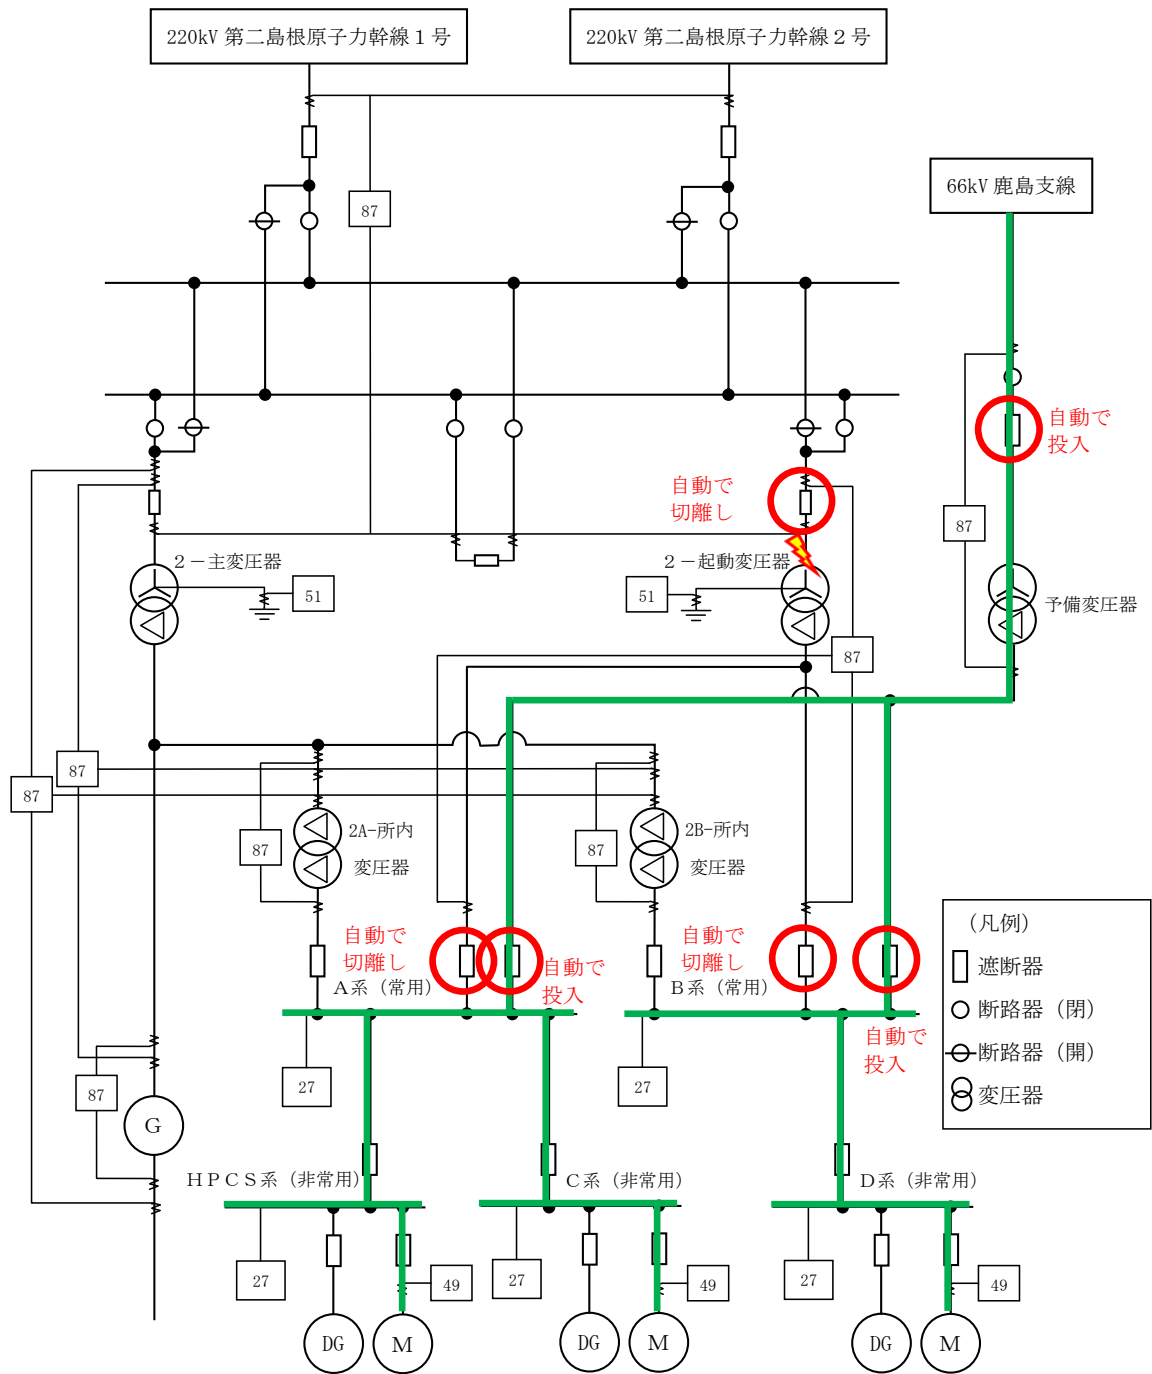 220kV 第二島根原子力幹線１号
220kV 第二島根原子力幹線２号
66kV 鹿島支線
87
自動で
投入
自動で
切離し
87
２－主変圧器
51
２－起動変圧器
51
予備変圧器
87
87
87
2A-所内
変圧器
87
2B-所内
変圧器
87
自動で
切離し
自動で
投入
自動で
切離し
自動で
投入
Ａ系（常用）
Ｂ系（常用）
（凡例）
遮断器
断路器（閉）
断路器（開）
変圧器
27
27
87
G
ＨＰＣＳ系（非常用）
Ｃ系（非常用）
Ｄ系（非常用）
27
49
27
49
27
49
DG
M
DG
M
DG
M